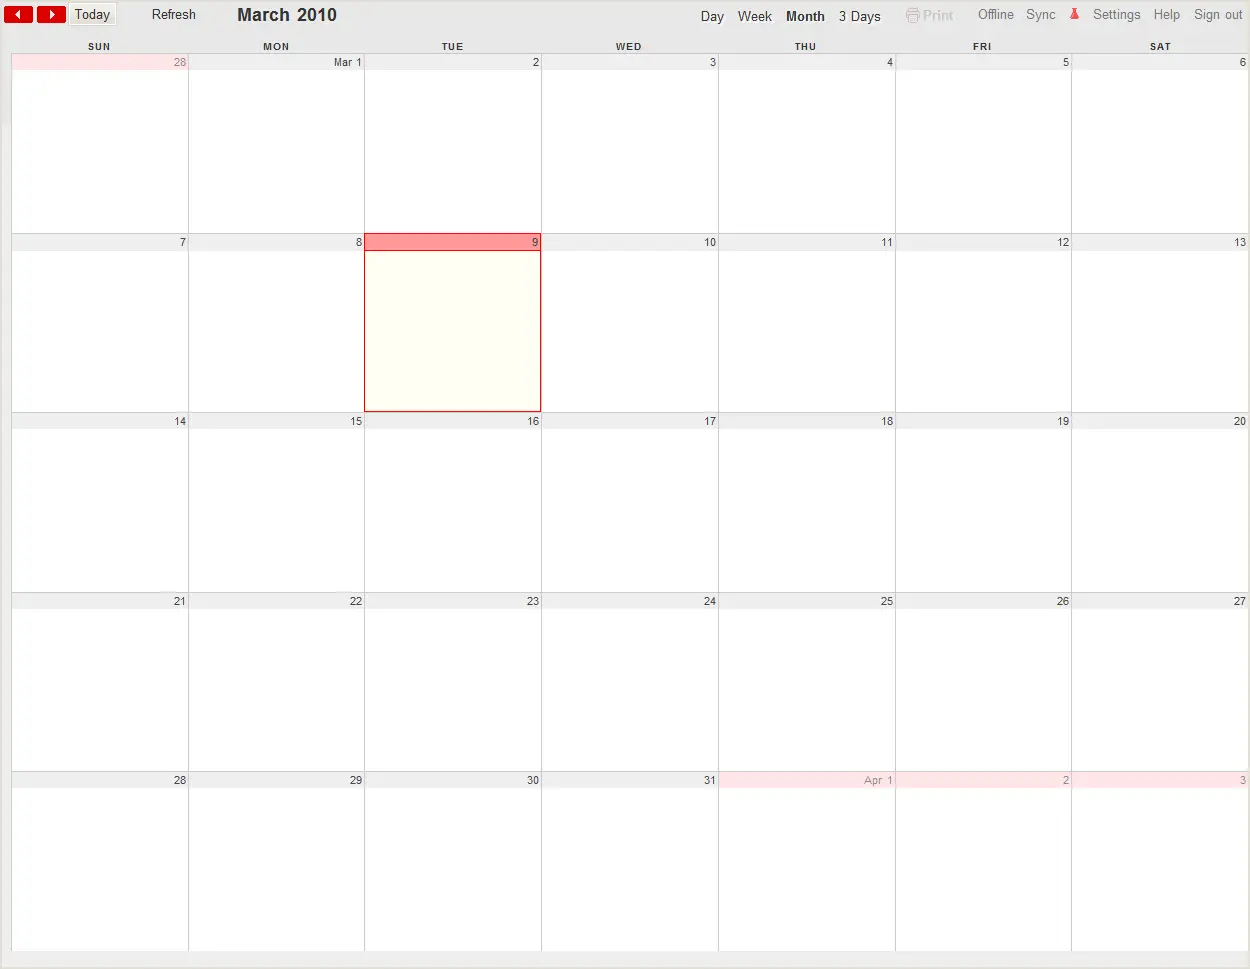 Today Refresh March 2010 Day Week Month 3 Days Print Offline Sync Settings Help Sign out
SUN MON TUE WED THU FRI SAT
28 Mar 1 2 3 4 5 6
7 8 9 10 11 12 13
14 15 16 17 18 19 20
21 22 23 24 25 26 27
28 29 30 31 Apr 1 2 3